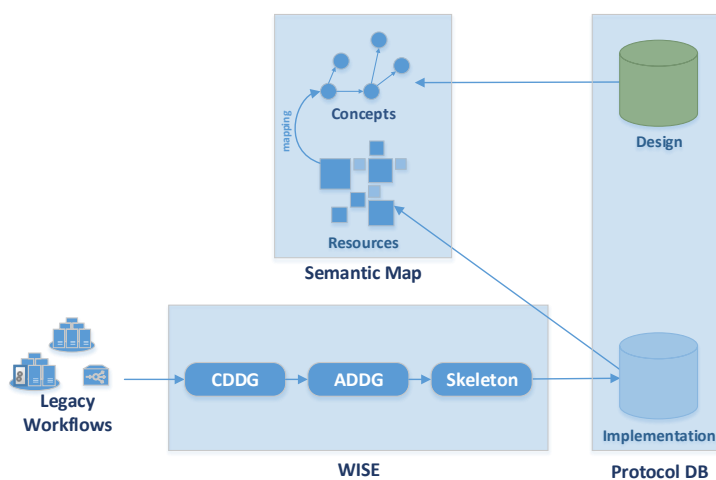 mapping
Concepts
Resources
Semantic Map
Design
Legacy
Workflows
CDDG
ADDG
Skeleton
WISE
Implementation
Protocol DB